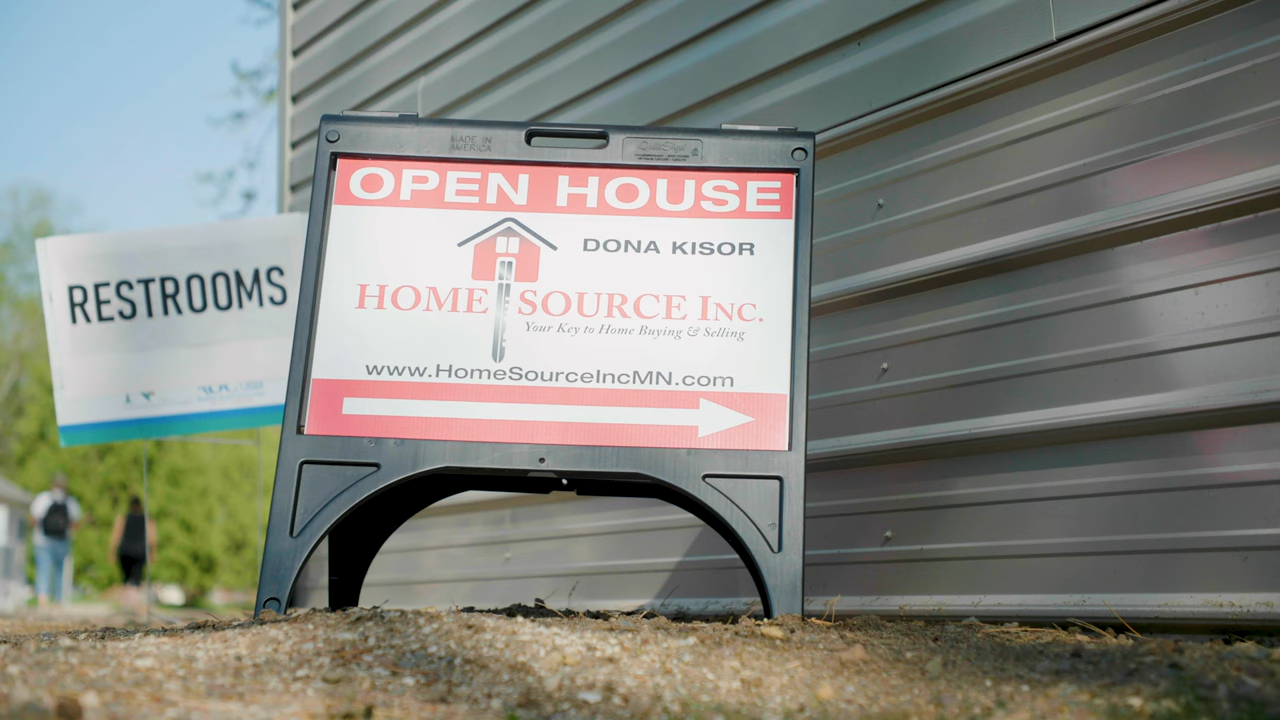 MADE IN
AMERICA
OPEN HOUSE
DONA KISOR
HOME SOURCE INC.
Your Key to Home Buying & Selling
www.HomeSourceIncMN.com
RESTROOMS